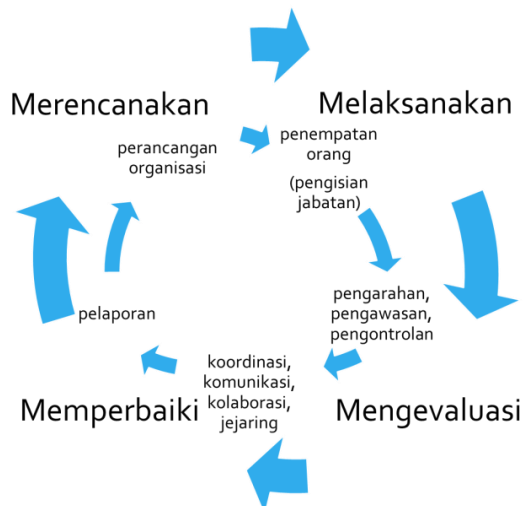 Merencanakan
Melaksanakan
perancangan
organisasi
penempatan
orang
(pengisian
jabatan)
pengarahan,
pengawasan,
pengontrolan
pelaporan
koordinasi,
komunikasi,
kolaborasi,
jejaring
Memperbaiki
Mengevaluasi